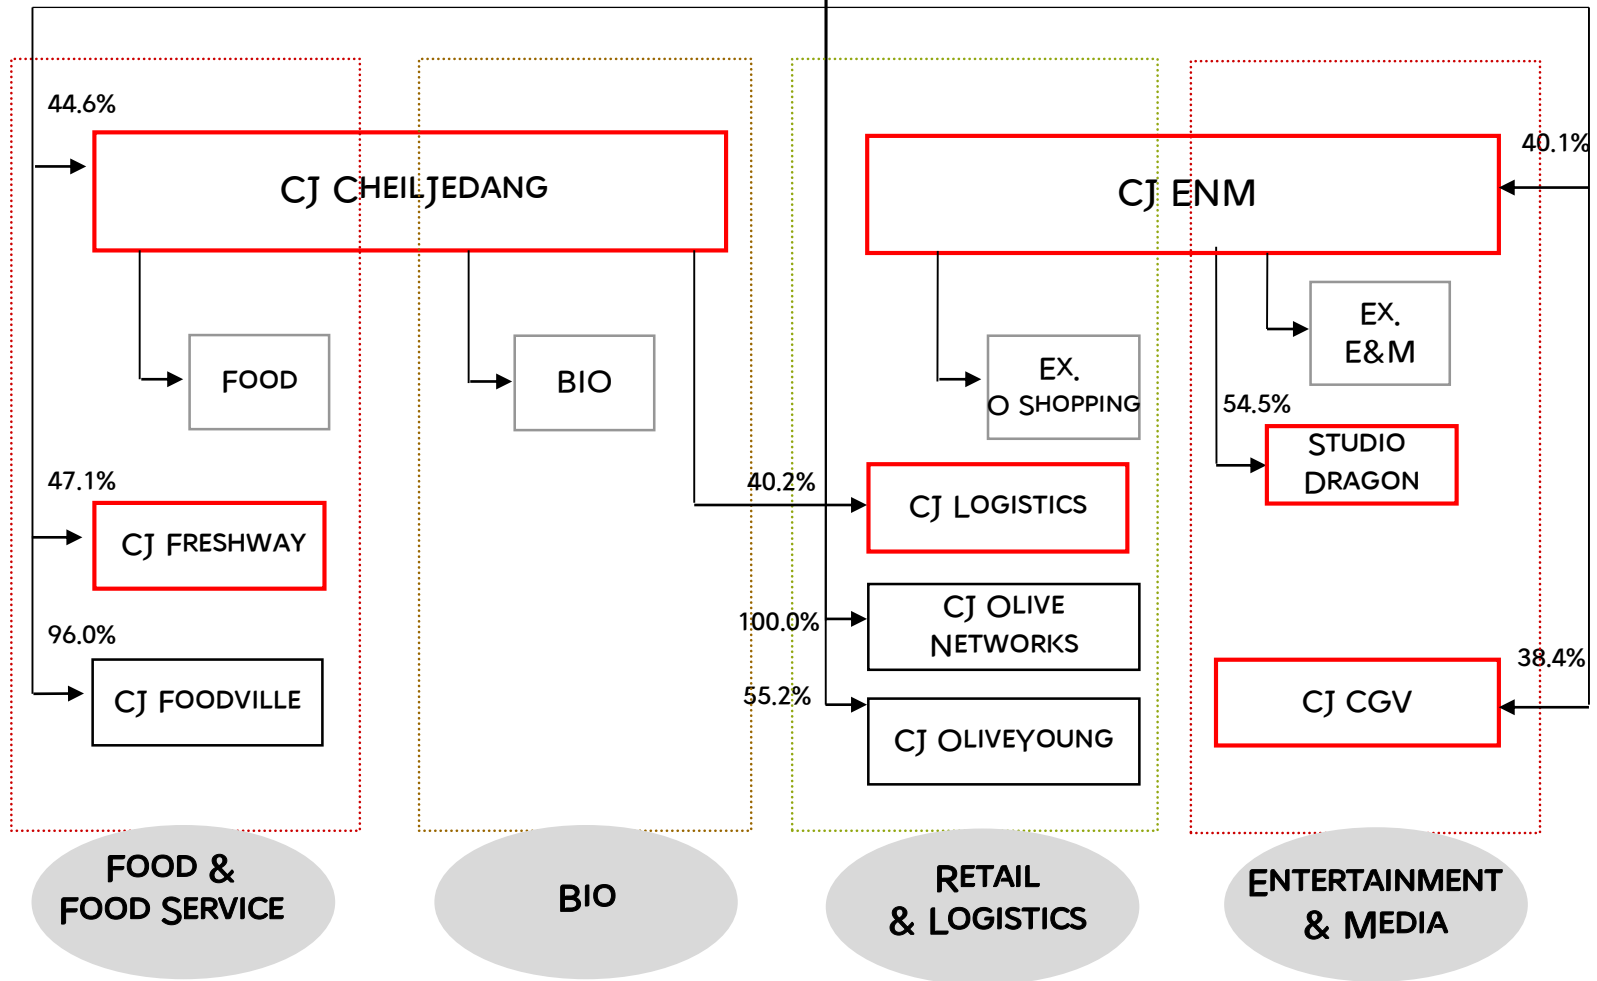 44.6%
CJ CHEILJEDANG
40.1%
CJ ENM
FOOD
BIO
EX.
O SHOPPING
EX.
E&M
54.5%
STUDIO
DRAGON
47.1%
CJ FRESHWAY
40.2%
CJ LOGISTICS
96.0%
CJ FOODVILLE
100.0%
CJ OLIVE
NETWORKS
55.2%
CJ OLIVEYOUNG
38.4%
CJ CGV
FOOD &
FOOD SERVICE
BIO
RETAIL
& LOGISTICS
ENTERTAINMENT
& MEDIA